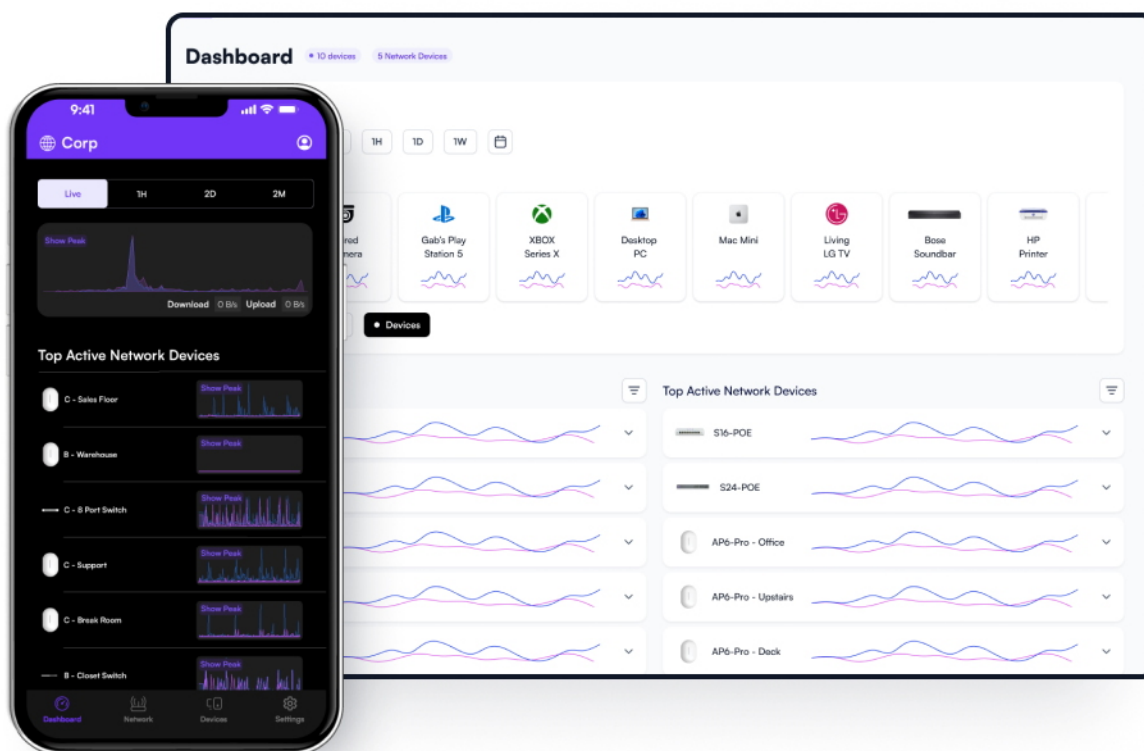 Dashboard
10 devices
5 Network Devices
1H
1D
1W
Gab's Play
Station 5
XBOX
Series X
Desktop
PC
Mac Mini
Living
LG TV
Bose
Soundbar
HP
Printer
Devices
Top Active Network Devices
S16-POE
S24-POE
AP6-Pro - Office
AP6-Pro - Upstairs
AP6-Pro - Deck
9:41
Corp
Live
1H
2D
2M
Show Peak
Download 0 B/s Upload 0 B/s
Top Active Network Devices
C - Sales Floor
Show Peak
B - Warehouse
Show Peak
C - 8 Port Switch
Show Peak
C - Support
Show Peak
C - Break Room
Show Peak
B - Closet Switch
Show Peak
Dashboard
Network
Devices
Settings